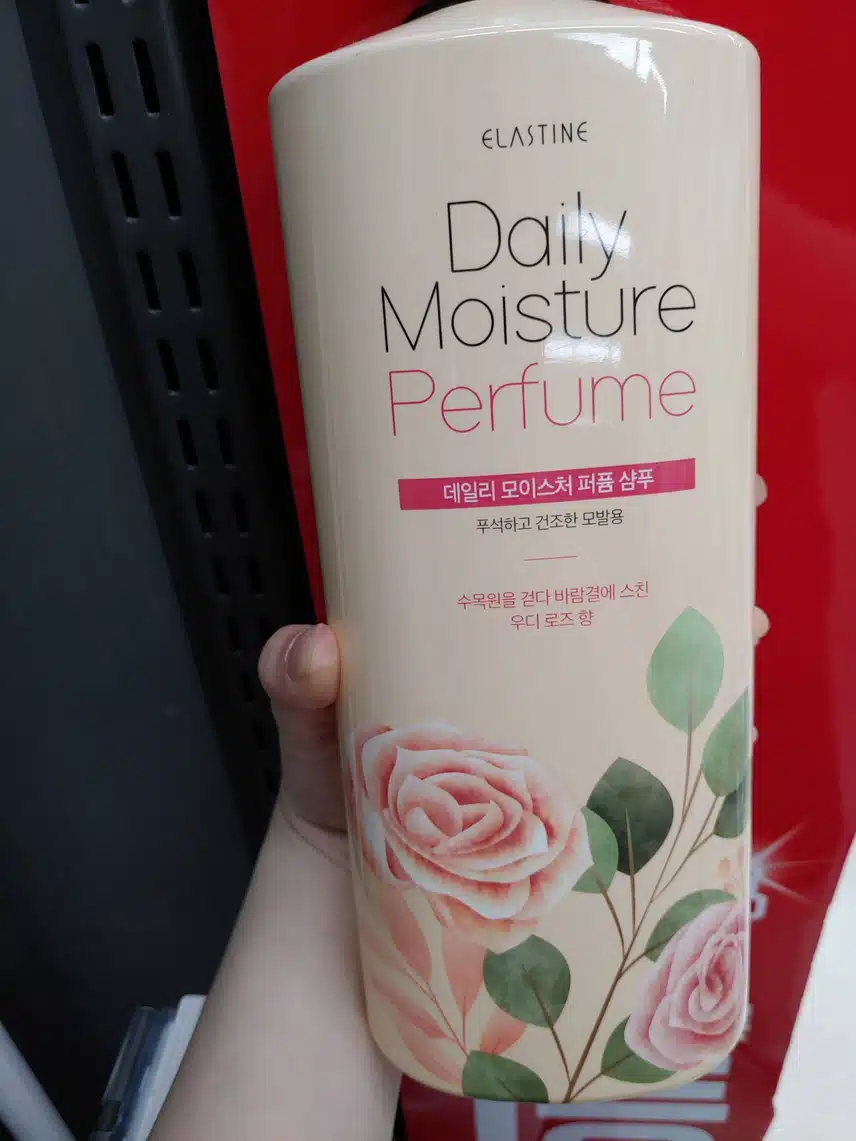 ELASTINE
Daily
Moisture
Perfume
데일리 모이스처 퍼퓸 샴푸
푸석하고 건조한 모발용
수목원을 걷다 바람결에 스친
우디 로즈 향